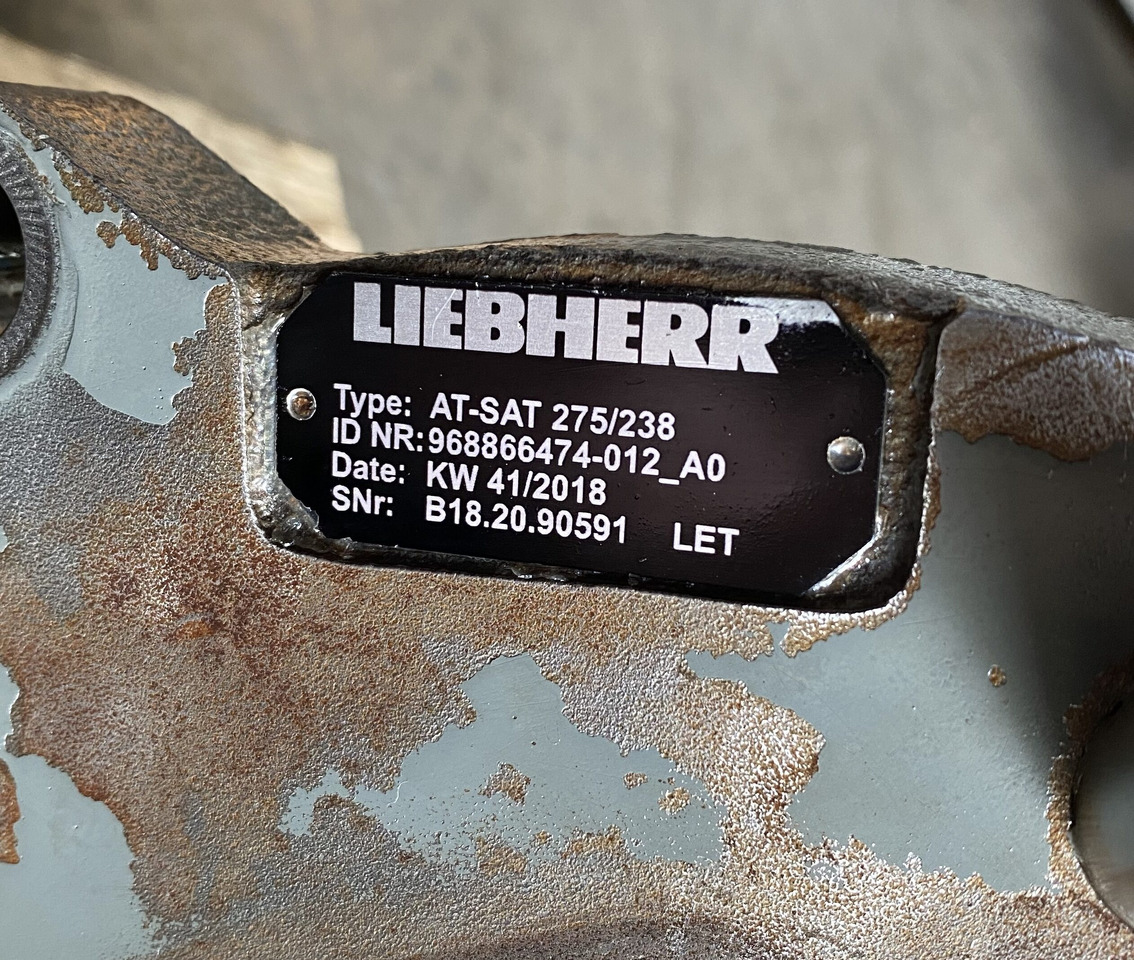 LIEBHERR
Type: AT-SAT 275/238
ID NR: 968866474-012_A0
Date: KW 41/2018
SNr: B18.20.90591 LET